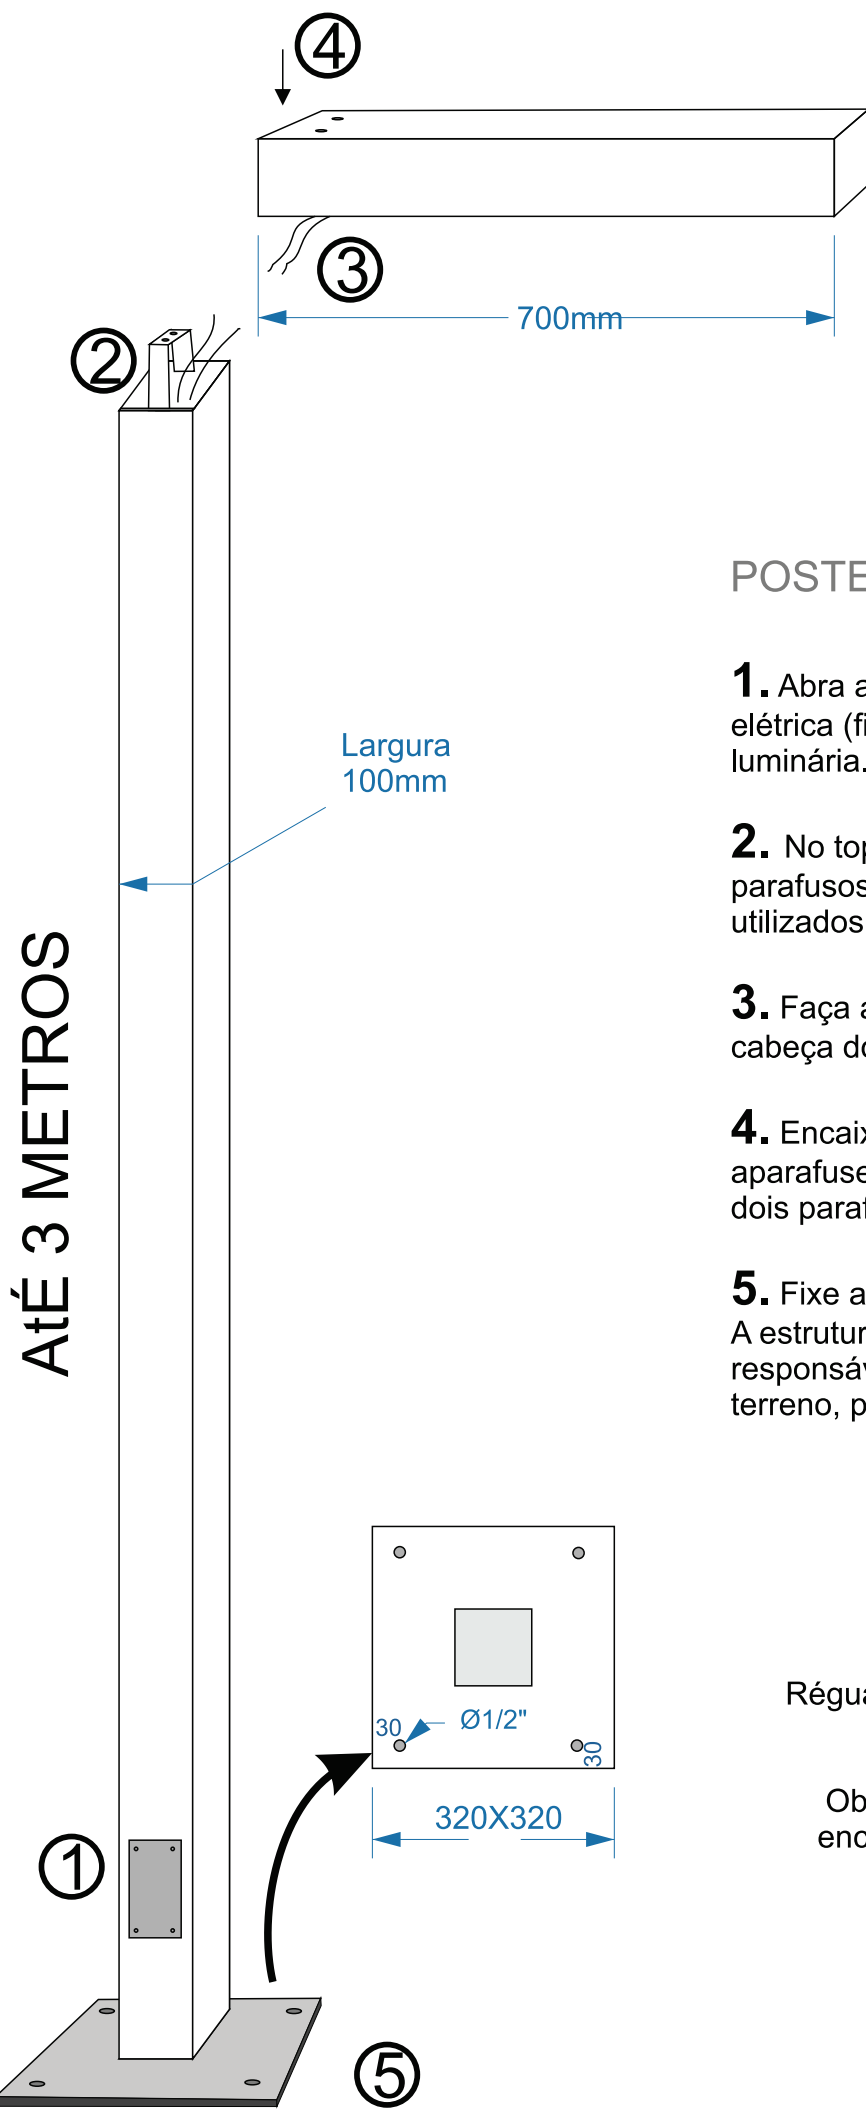 4
3
700mm
2
POSTE
1. Abra a
elétrica (fi
luminária.
Largura
100mm
2. No top
parafusos
utilizados
AtÉ 3 METROS
3. Faça a
cabeça do
4. Encaix
aparafuse
dois paraf
5. Fixe a
A estrutur
responsáv
terreno, p
30
Ø1/2"
30
320X320
Régua
Ob
enc
1
5